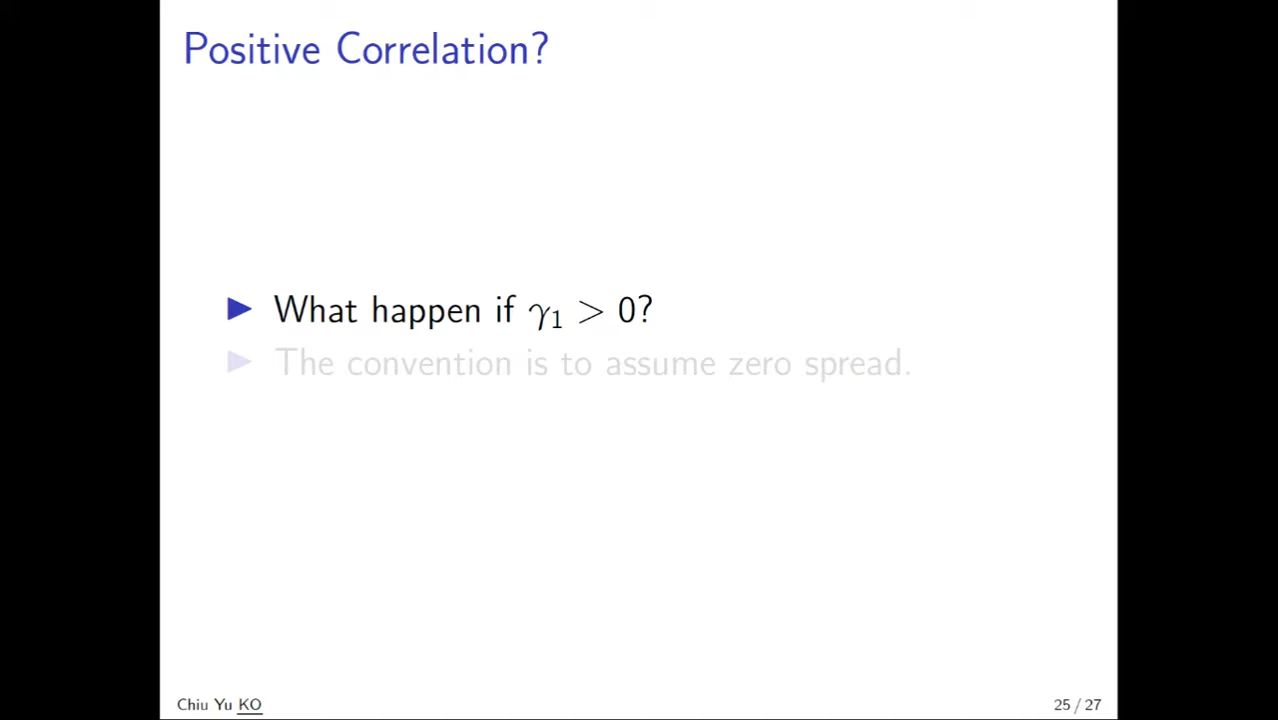 Positive Correlation?
▶ What happen if γ₁ > 0?
▶ The convention is to assume zero spread.
Chiu Yu KO
25 / 27